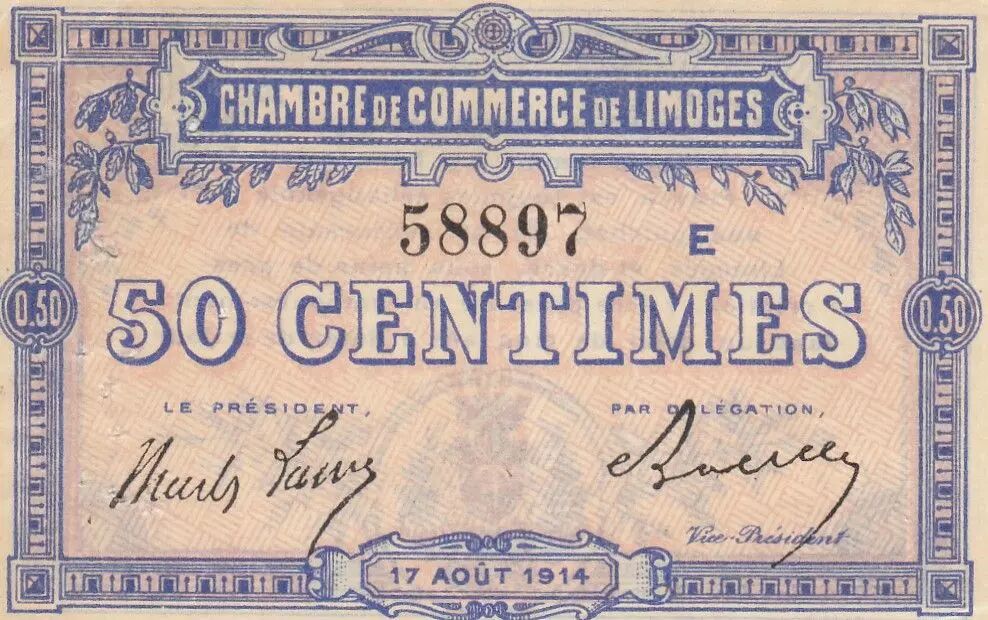 CHAMBRE DE COMMERCE DE LIMOGES
58897 E
0.50 50 CENTIMES 0.50
LE PRÉSIDENT, PAR DÉLÉGATION,
Vice-Président
17 AOÛT 1914